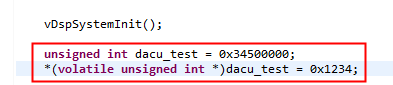 vDspSystemInit();
unsigned int dacu_test = 0x34500000;
*(volatile unsigned int *)dacu_test = 0x1234;